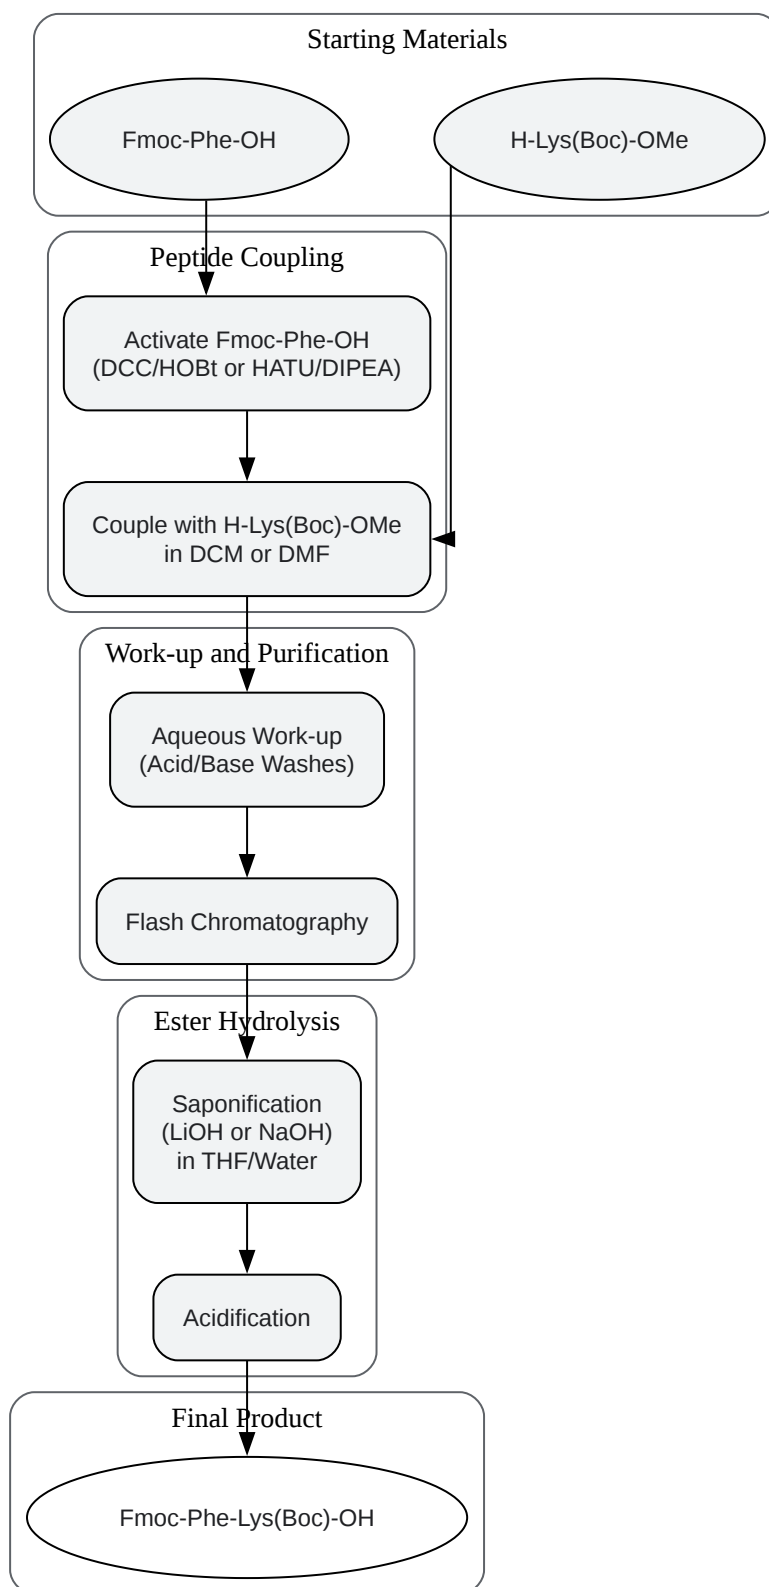 Starting Materials
Fmoc-Phe-OH
H-Lys(Boc)-OMe
Peptide Coupling
Activate Fmoc-Phe-OH
(DCC/HOBt or HATU/DIPEA)
Couple with H-Lys(Boc)-OMe
in DCM or DMF
Work-up and Purification
Aqueous Work-up
(Acid/Base Washes)
Flash Chromatography
Ester Hydrolysis
Saponification
(LiOH or NaOH)
in THF/Water
Acidification
Final Product
Fmoc-Phe-Lys(Boc)-OH